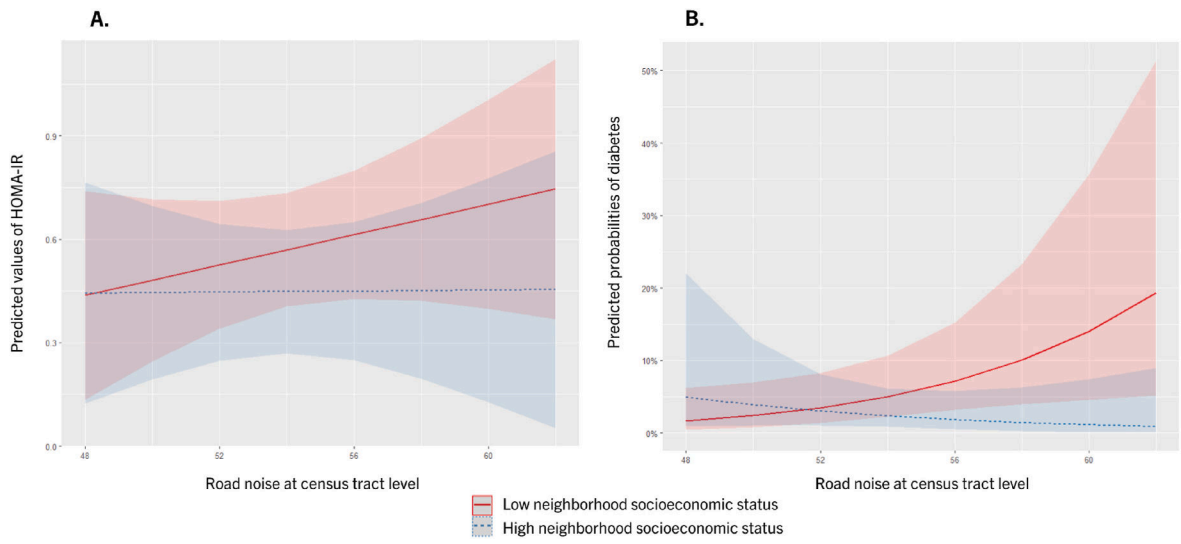 A.
Predicted values of HOMA-IR
0.9
0.6
0.3
0.0
48
52
56
60
Road noise at census tract level
B.
Predicted probabilities of diabetes
50%
40%
30%
20%
10%
0%
48
52
56
60
Road noise at census tract level
Low neighborhood socioeconomic status
High neighborhood socioeconomic status